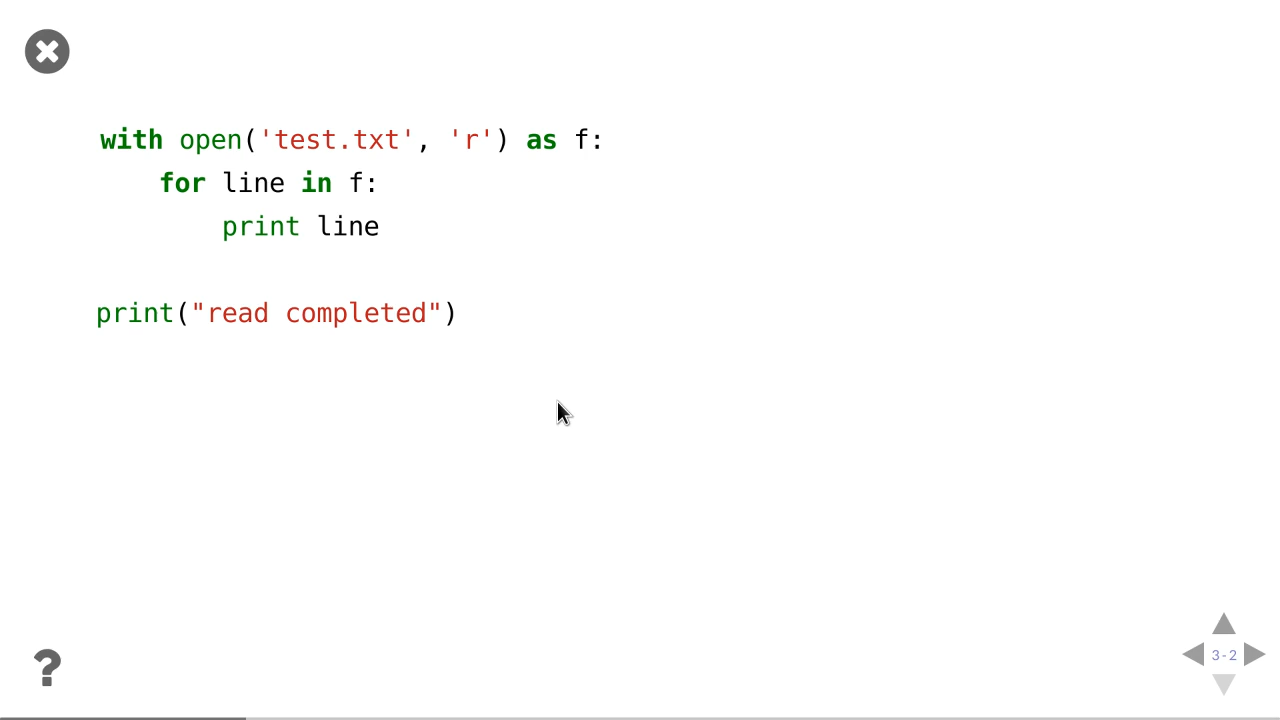 with open('test.txt', 'r') as f:
    for line in f:
        print line

print("read completed")
3-2
?